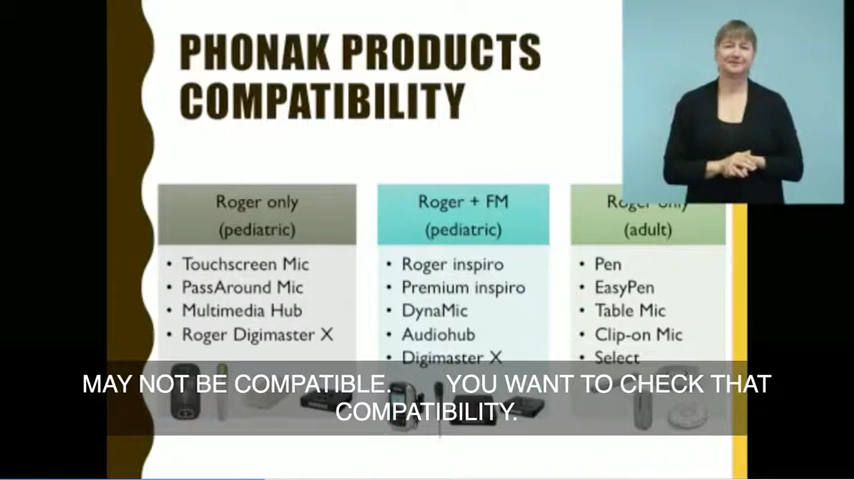 PHONAK PRODUCTS
COMPATIBILITY
Roger only
(pediatric)
• Touchscreen Mic
• PassAround Mic
• Multimedia Hub
• Roger Digimaster X
Roger + FM
(pediatric)
• Roger inspiro
• Premium inspiro
• DynaMic
• Audiohub
• Digimaster X
Roger only
(adult)
• Pen
• EasyPen
• Table Mic
• Clip-on Mic
• Select
MAY NOT BE COMPATIBLE. YOU WANT TO CHECK THAT
COMPATIBILITY.